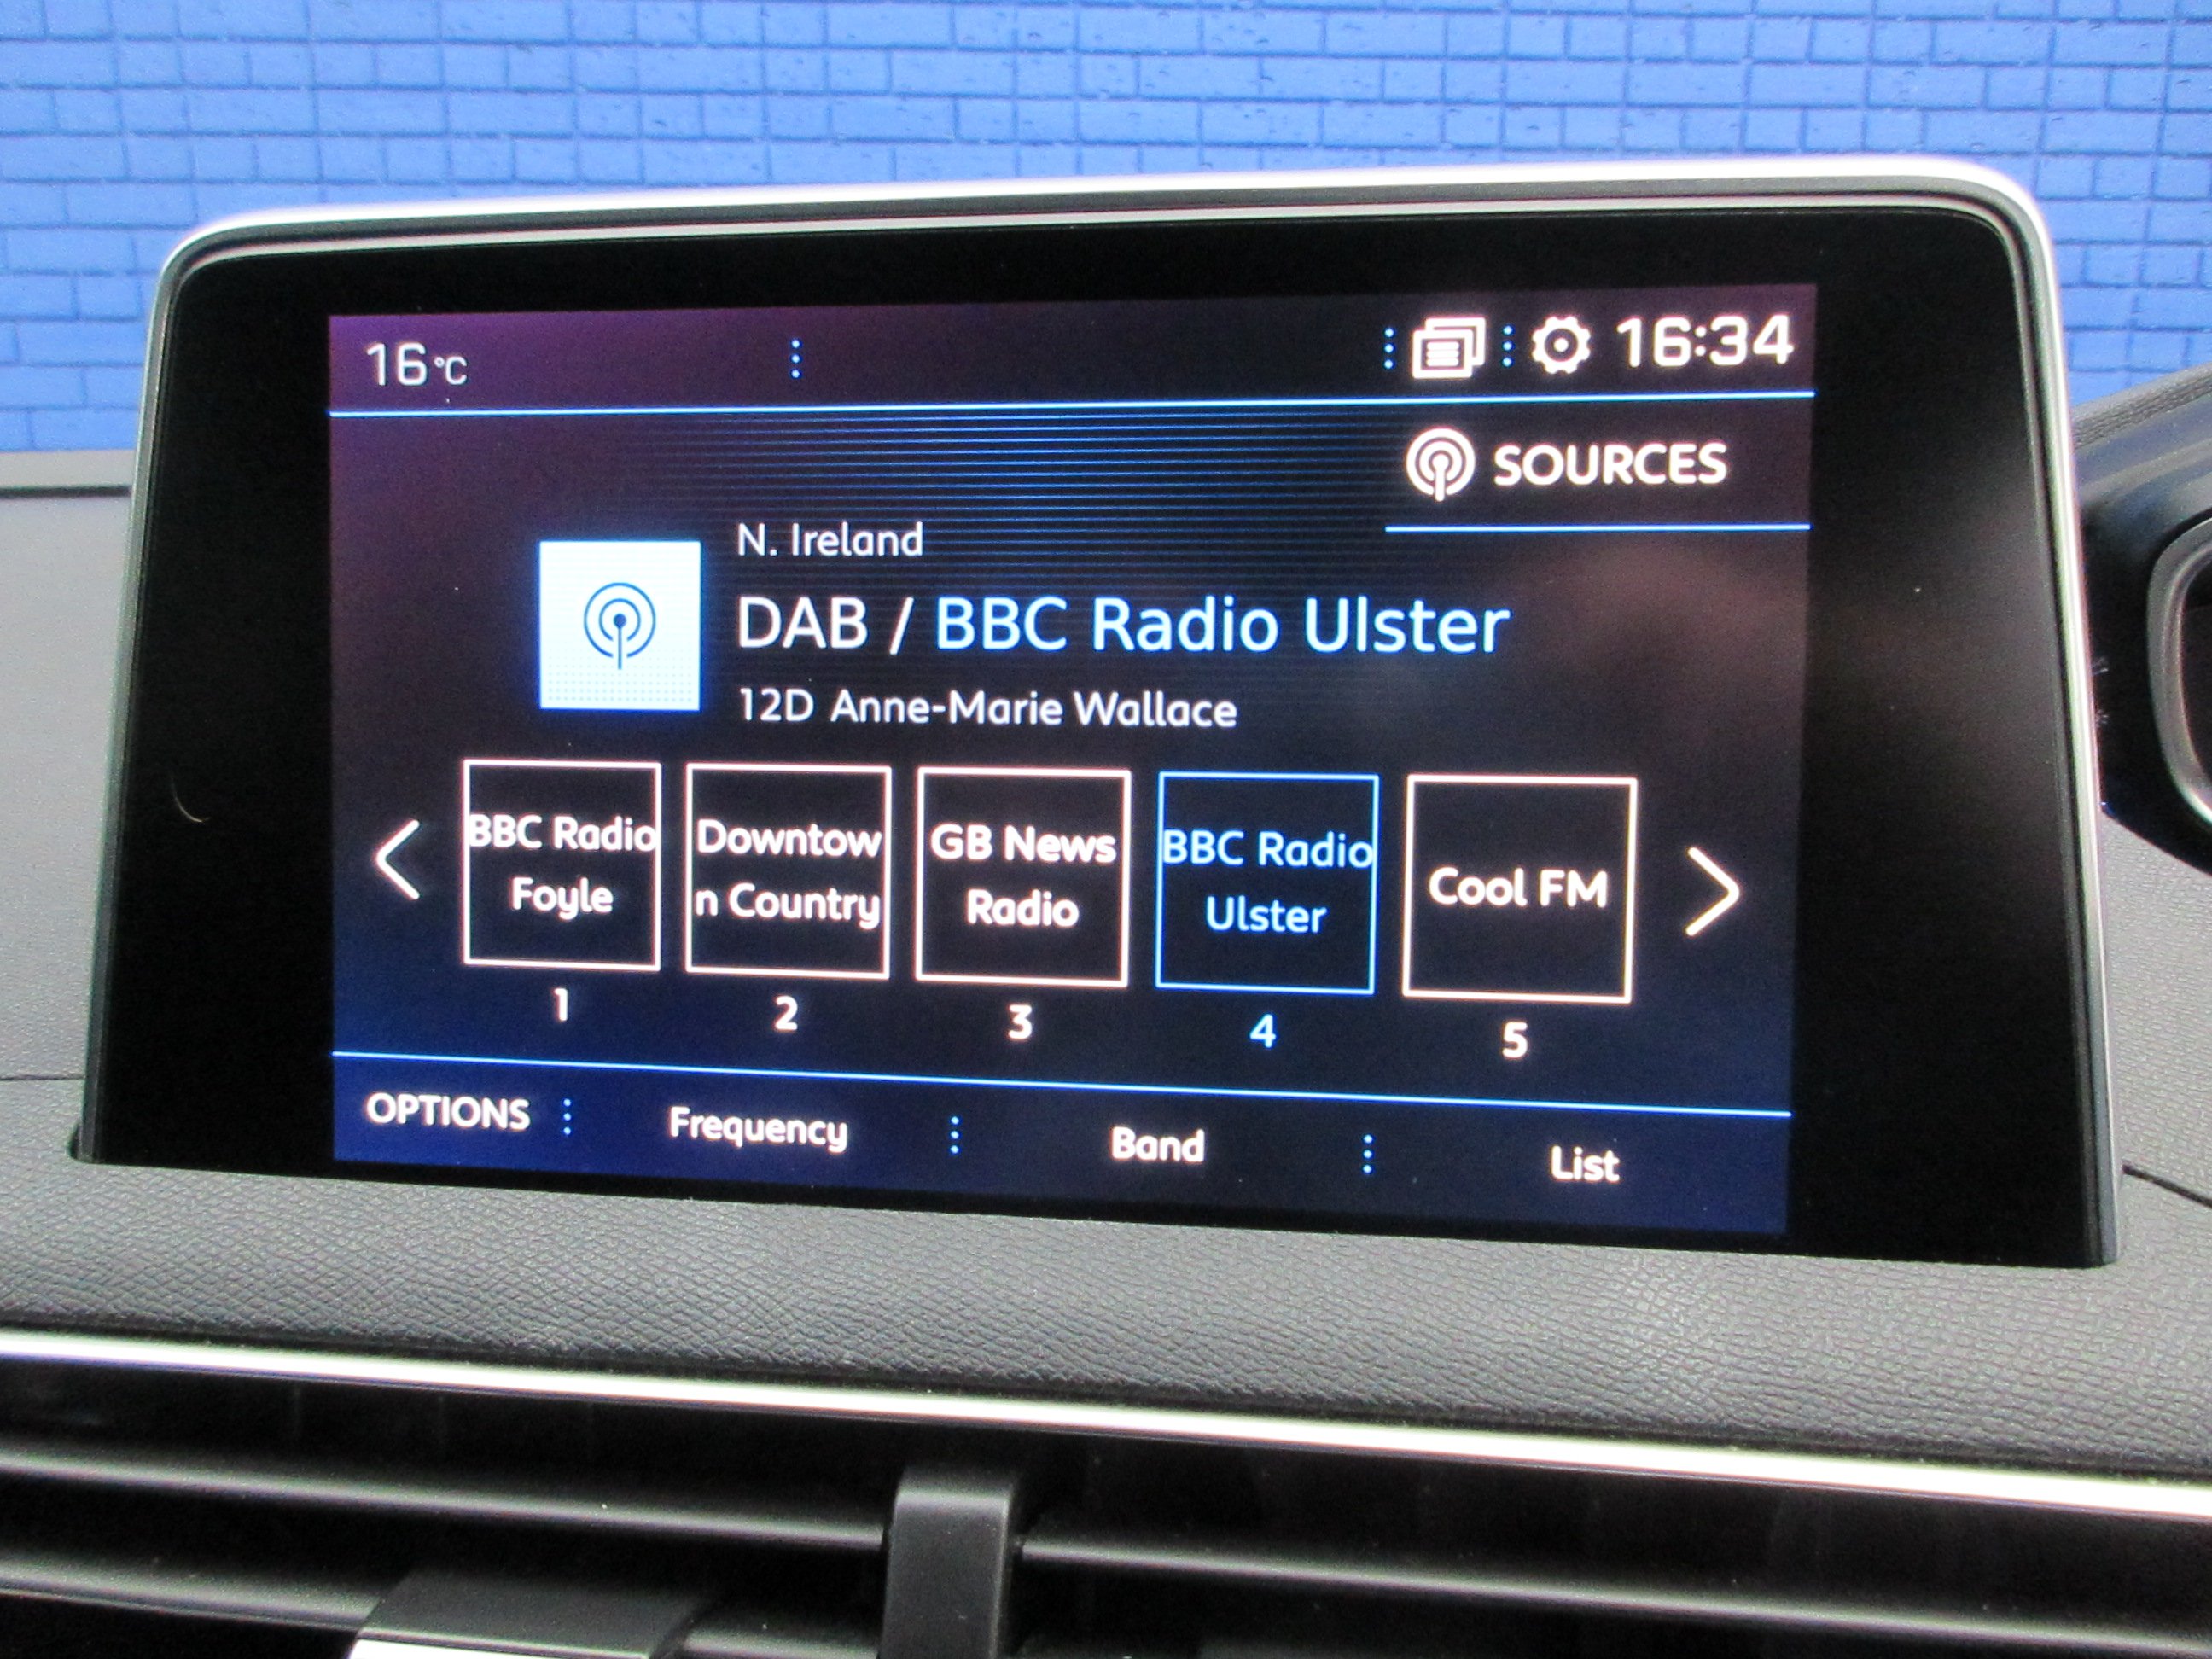 16°C
16:34
SOURCES
N. Ireland
DAB / BBC Radio Ulster
12D Anne-Marie Wallace
BBC Radio
Foyle
Downtow
n Country
GB News
Radio
BBC Radio
Ulster
Cool FM
1
2
3
4
5
OPTIONS
Frequency
Band
List